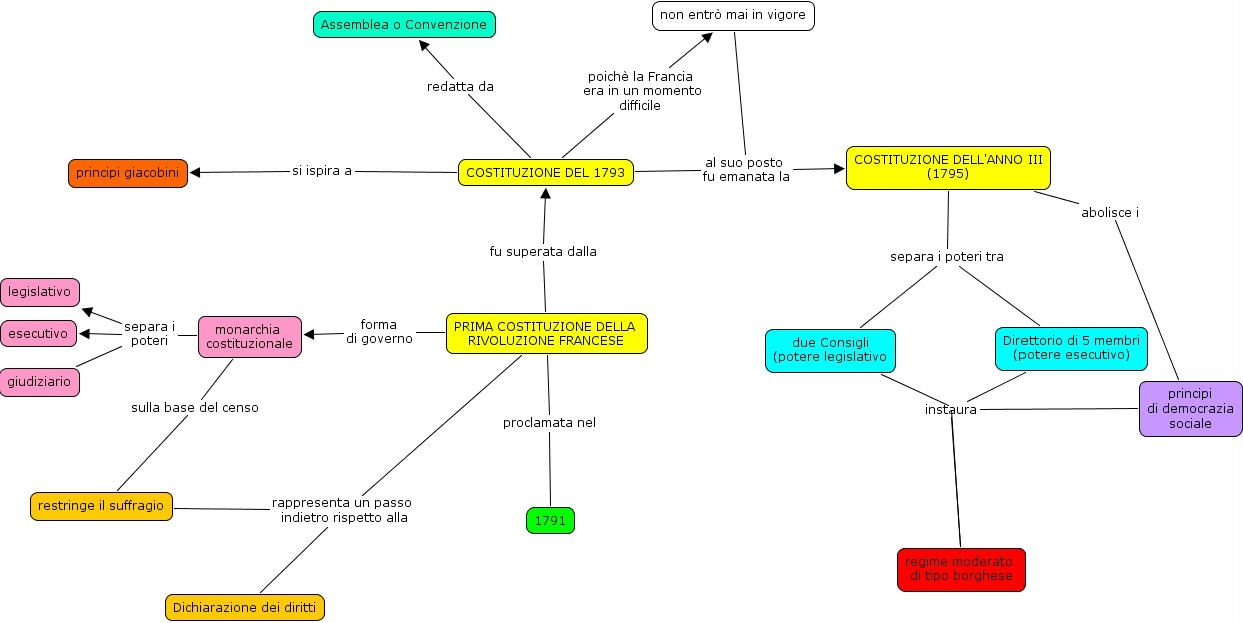 non entrò mai in vigore
Assemblea o Convenzione
redatta da
poichè la Francia
era in un momento
difficile
principi giacobini
si ispira a
COSTITUZIONE DEL 1793
al suo posto
fu emanata la
COSTITUZIONE DELL'ANNO III
(1795)
abolisce i
fu superata dalla
separa i poteri tra
legislativo
esecutivo
giudiziario
separa i
poteri
monarchia
costituzionale
forma
di governo
PRIMA COSTITUZIONE DELLA
RIVOLUZIONE FRANCESE
due Consigli
(potere legislativo
Direttorio di 5 membri
(potere esecutivo)
principi
di democrazia
sociale
instaura
sulla base del censo
proclamata nel
restringe il suffragio
rappresenta un passo
indietro rispetto alla
1791
regime moderato
di tipo borghese
Dichiarazione dei diritti